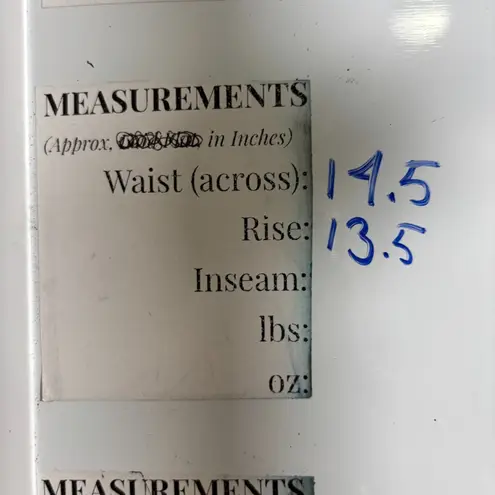 MEASUREMENTS
(Approx, in Inches)
Waist (across): 14.5
Rise: 13.5
Inseam:
lbs:
oz:
MEASUREMENTS